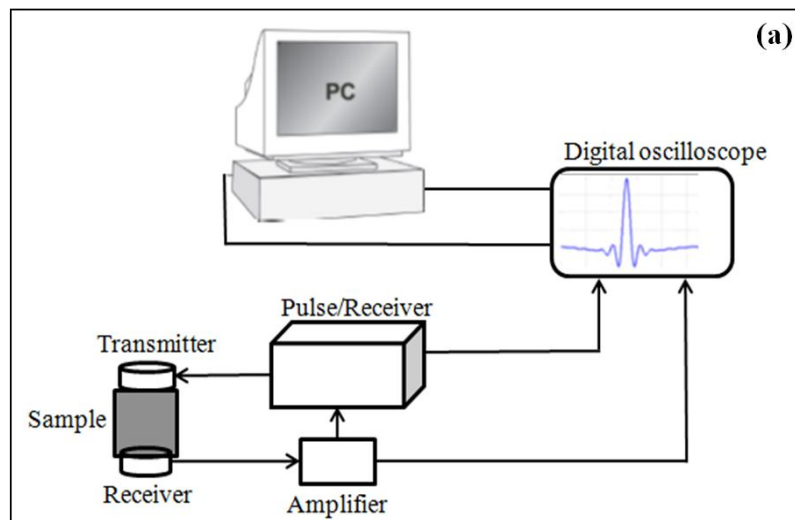 (a)
PC
Digital oscilloscope
Pulse/Receiver
Transmitter
Sample
Receiver
Amplifier